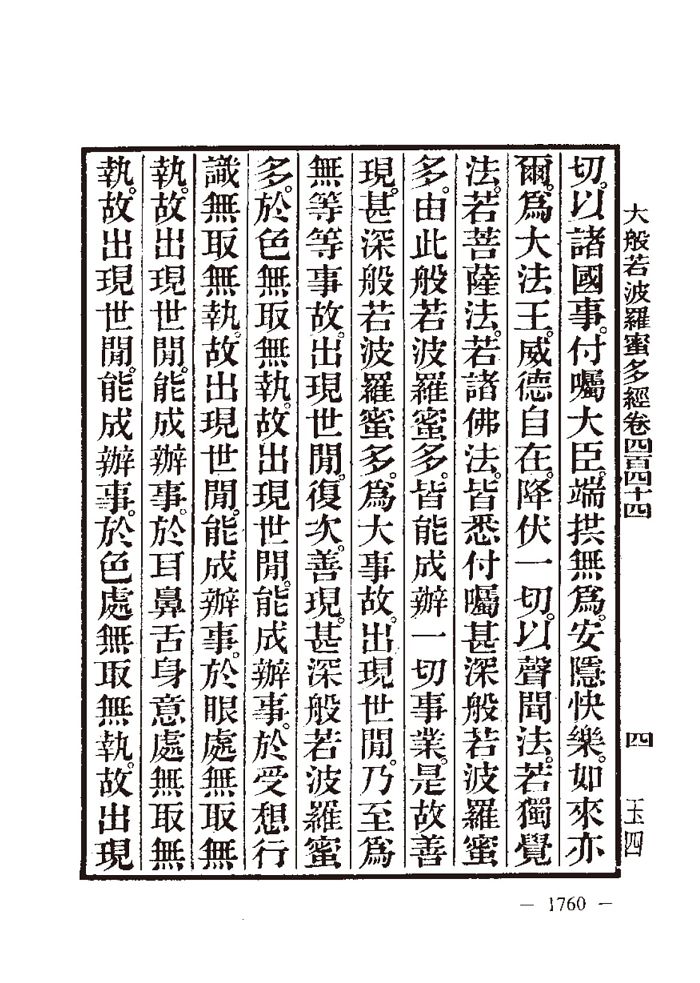 大般若波羅蜜多經卷四百四十四
四
玉四
切。以諸國事。付囑大臣。端拱無爲。安隱快樂。如來亦
爾。爲大法王。威德自在。降伏一切。以聲聞法。若獨覺
法。若菩薩法。若諸佛法。皆悉付囑甚深般若波羅蜜
多。由此般若波羅蜜多。皆能成辦一切事業。是故善
現。甚深般若波羅蜜多。爲大事故。出現世閒。乃至爲
無等等事故。出現世閒。復次善現。甚深般若波羅蜜
多。於色無取無執。故出現世閒。能成辦事。於受想行
識無取無執。故出現世閒。能成辦事。於眼處無取無
執。故出現世閒。能成辦事。於耳鼻舌身意處無取無
執。故出現世閒。能成辦事。於色處無取無執。故出現
— 1760 —